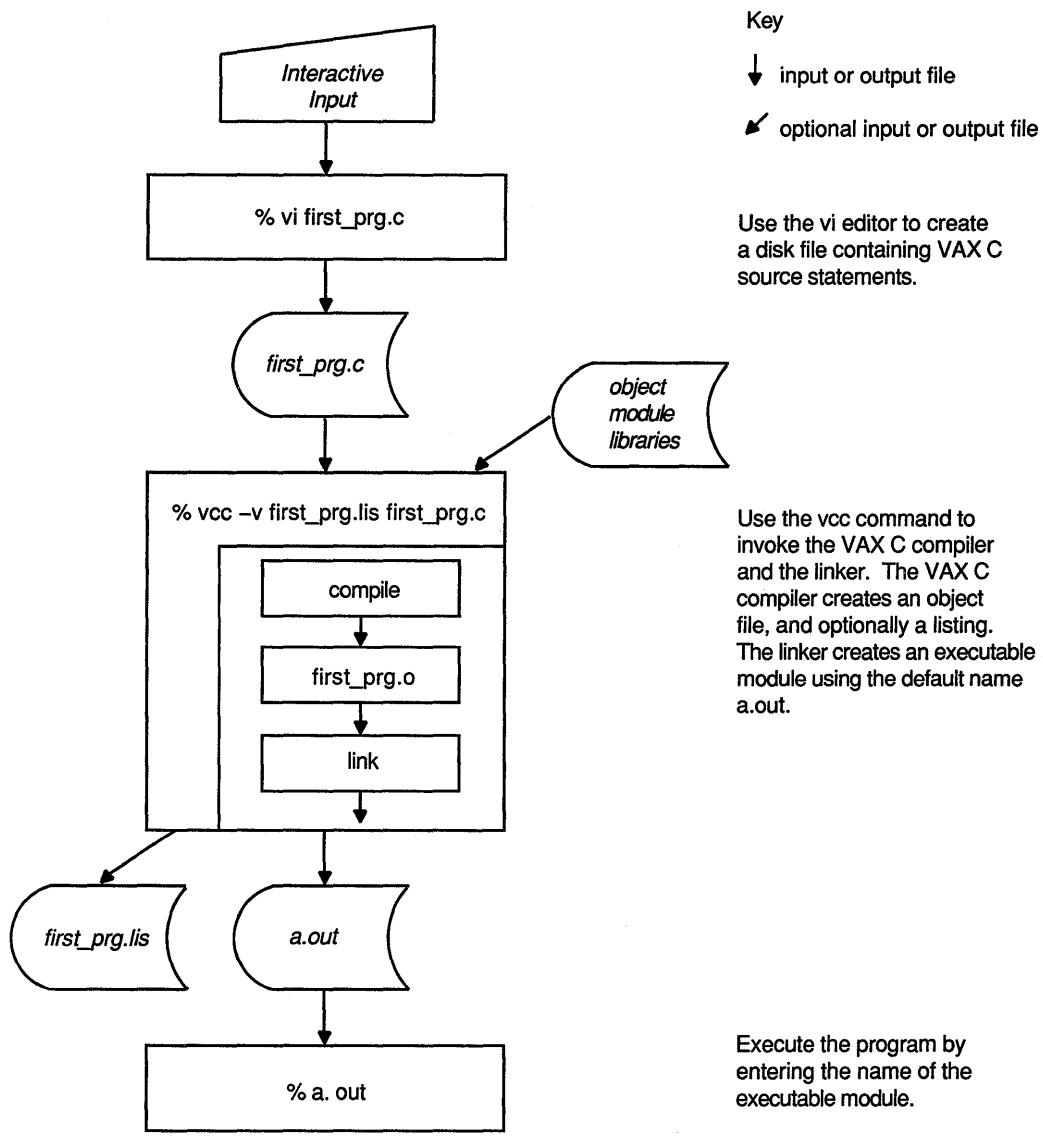 Key
input or output file
optional input or output file
Interactive
Input
% vi first_prg.c
Use the vi editor to create
a disk file containing VAX C
source statements.
first_prg.c
object
module
libraries
% vcc –v first_prg.lis first_prg.c
compile
first_prg.o
link
Use the vcc command to
invoke the VAX C compiler
and the linker.  The VAX C
compiler creates an object
file, and optionally a listing.
The linker creates an executable
module using the default name
a.out.
first_prg.lis
a.out
% a. out
Execute the program by
entering the name of the
executable module.